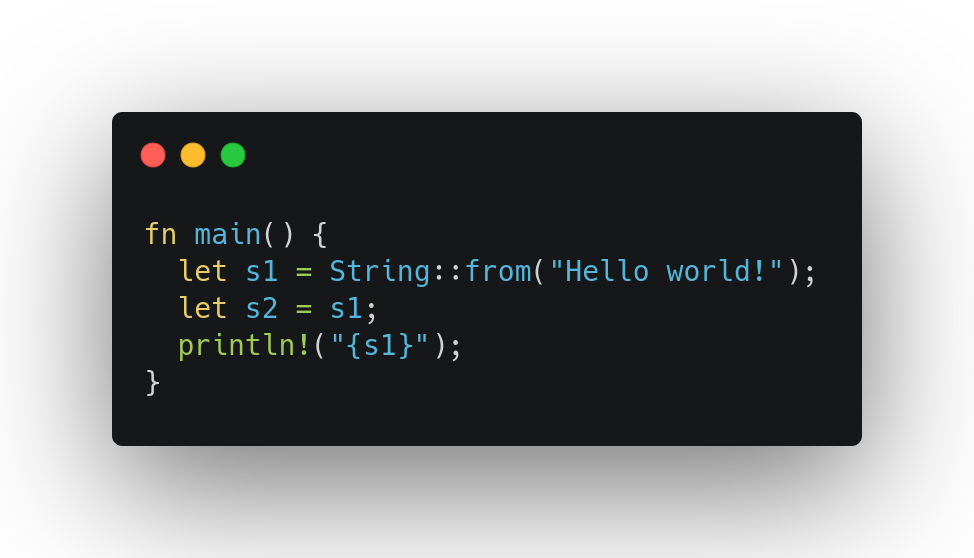 fn main() {
  let s1 = String::from("Hello world!");
  let s2 = s1;
  println!("{s1}");
}